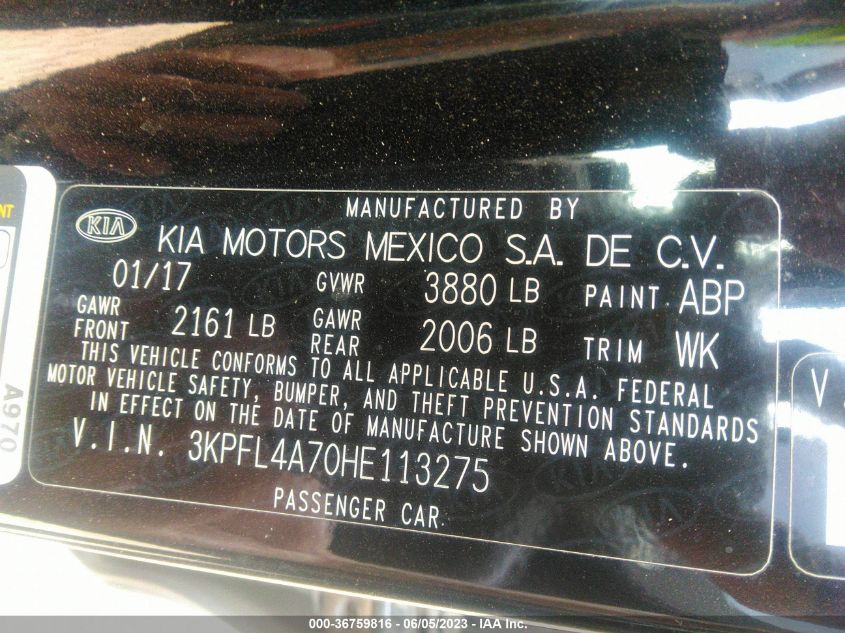 MANUFACTURED BY
KIA KIA MOTORS MEXICO S.A. DE C.V.
01/17 GVWR 3880 LB PAINT ABP
GAWR FRONT 2161 LB GAWR REAR 2006 LB TRIM WK
THIS VEHICLE CONFORMS TO ALL APPLICABLE U.S.A. FEDERAL
MOTOR VEHICLE SAFETY, BUMPER, AND THEFT PREVENTION STANDARDS
IN EFFECT ON THE DATE OF MANUFACTURE SHOWN ABOVE.
V.I.N. 3KPFL4A70HE113275
PASSENGER CAR
A970
V.
000-36759816 - 06/05/2023 - IAA Inc.